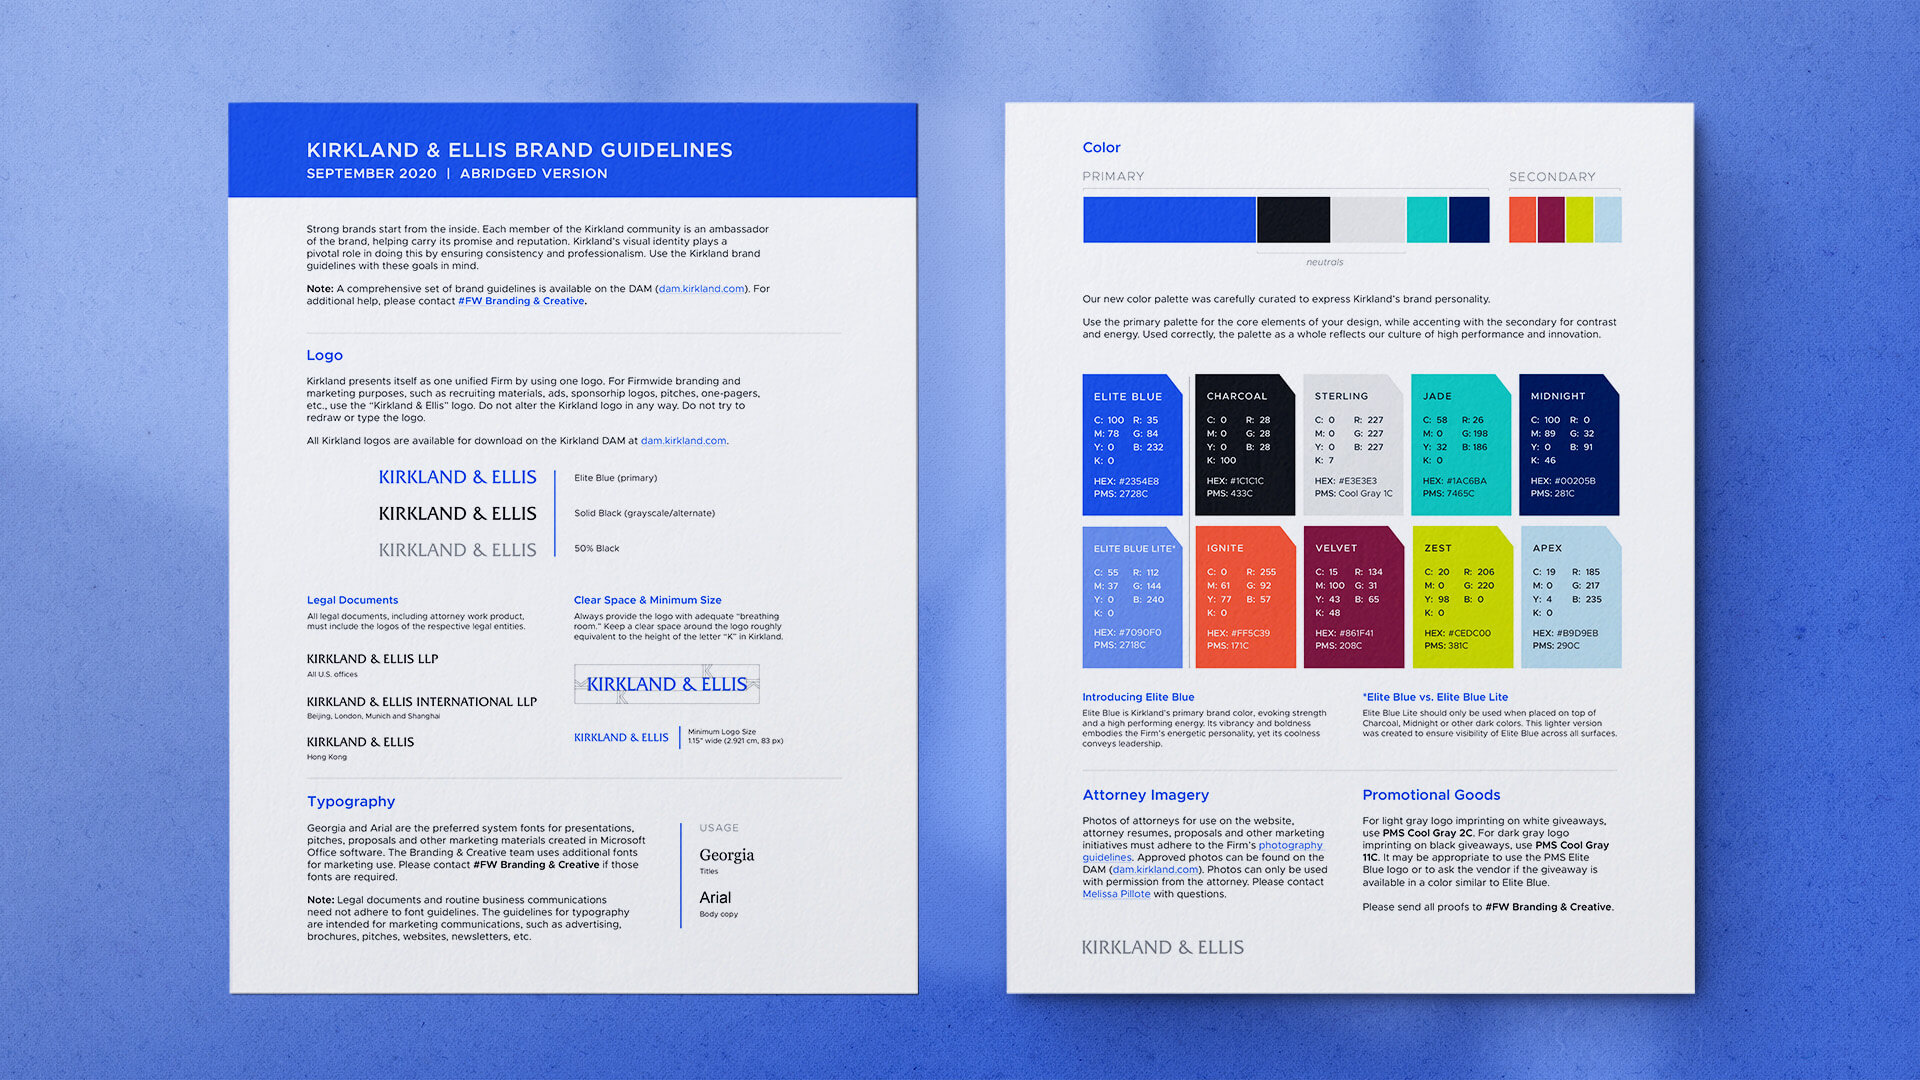 KIRKLAND & ELLIS BRAND GUIDELINES
SEPTEMBER 2020 | ABRIDGED VERSION
Strong brands start from the inside. Each member of the Kirkland community is an ambassador
of the brand, helping carry its promise and reputation. Kirkland's visual identity plays a
pivotal role in doing this by ensuring consistency and professionalism. Use the Kirkland brand
guidelines with these goals in mind.
Note: A comprehensive set of brand guidelines is available on the DAM (dam.kirkland.com). For
additional help, please contact #FW Branding & Creative.
Logo
Kirkland presents itself as one unified Firm by using one logo. For Firmwide branding and
marketing purposes, such as recruiting materials, ads, sponsorhip logos, pitches, one-pagers,
etc., use the “Kirkland & Ellis” logo. Do not alter the Kirkland logo in any way. Do not try to
redraw or type the logo.
All Kirkland logos are available for download on the Kirkland DAM at dam.kirkland.com.
KIRKLAND & ELLIS
Elite Blue (primary)
KIRKLAND & ELLIS
Solid Black (grayscale/alternate)
KIRKLAND & ELLIS
50% Black
Legal Documents
All legal documents, including attorney work product,
must include the logos of the respective legal entities.
KIRKLAND & ELLIS LLP
All U.S. offices
KIRKLAND & ELLIS INTERNATIONAL LLP
Beijing, London, Munich and Shanghai
KIRKLAND & ELLIS
Hong Kong
Clear Space & Minimum Size
Always provide the logo with adequate “breathing
room.” Keep a clear space around the logo roughly
equivalent to the height of the letter “K” in Kirkland.
KIRKLAND & ELLIS
KIRKLAND & ELLIS
Minimum Logo Size
1.15" wide (2.921 cm, 83 px)
Typography
Georgia and Arial are the preferred system fonts for presentations,
pitches, proposals and other marketing materials created in Microsoft
Office software. The Branding & Creative team uses additional fonts
for marketing use. Please contact #FW Branding & Creative if those
fonts are required.
Note: Legal documents and routine business communications
need not adhere to font guidelines. The guidelines for typography
are intended for marketing communications, such as advertising,
brochures, pitches, websites, newsletters, etc.
USAGE
Georgia
Titles
Arial
Body copy
Color
PRIMARY
SECONDARY
neutrals
Our new color palette was carefully curated to express Kirkland's brand personality.
Use the primary palette for the core elements of your design, while accenting with the secondary for contrast
and energy. Used correctly, the palette as a whole reflects our culture of high performance and innovation.
ELITE BLUE
C: 100 R: 35
M: 78 G: 84
Y: 0 B: 232
K: 0
HEX: #2354E8
PMS: 2728C
CHARCOAL
C: 0 R: 28
M: 0 G: 28
Y: 0 B: 28
K: 100
HEX: #1C1C1C
PMS: 433C
STERLING
C: 0 R: 227
M: 0 G: 227
Y: 0 B: 227
K: 7
HEX: #E3E3E3
PMS: Cool Gray 1C
JADE
C: 58 R: 26
M: 0 G: 198
Y: 32 B: 186
K: 0
HEX: #1AC6BA
PMS: 7465C
MIDNIGHT
C: 100 R: 0
M: 89 G: 32
Y: 0 B: 91
K: 46
HEX: #00205B
PMS: 281C
ELITE BLUE LITE*
C: 55 R: 112
M: 37 G: 144
Y: 0 B: 240
K: 0
HEX: #7090F0
PMS: 2718C
IGNITE
C: 0 R: 255
M: 61 G: 92
Y: 77 B: 57
K: 0
HEX: #FF5C39
PMS: 171C
VELVET
C: 15 R: 134
M: 100 G: 31
Y: 43 B: 65
K: 48
HEX: #861F41
PMS: 208C
ZEST
C: 20 R: 206
M: 0 G: 220
Y: 98 B: 0
K: 0
HEX: #CEDC00
PMS: 381C
APEX
C: 19 R: 185
M: 0 G: 217
Y: 4 B: 235
K: 0
HEX: #B9D9EB
PMS: 290C
Introducing Elite Blue
Elite Blue is Kirkland's primary brand color, evoking strength
and a high performing energy. Its vibrancy and boldness
embodies the Firm's energetic personality, yet its coolness
conveys leadership.
*Elite Blue vs. Elite Blue Lite
Elite Blue Lite should only be used when placed on top of
Charcoal, Midnight or other dark colors. This lighter version
was created to ensure visibility of Elite Blue across all surfaces.
Attorney Imagery
Photos of attorneys for use on the website,
attorney resumes, proposals and other marketing
initiatives must adhere to the Firm's photography
guidelines. Approved photos can be found on the
DAM (dam.kirkland.com). Photos can only be used
with permission from the attorney. Please contact
Melissa Pillote with questions.
Promotional Goods
For light gray logo imprinting on white giveaways,
use PMS Cool Gray 2C. For dark gray logo
imprinting on black giveaways, use PMS Cool Gray
11C. It may be appropriate to use the PMS Elite
Blue logo or to ask the vendor if the giveaway is
available in a color similar to Elite Blue.
Please send all proofs to #FW Branding & Creative.
KIRKLAND & ELLIS